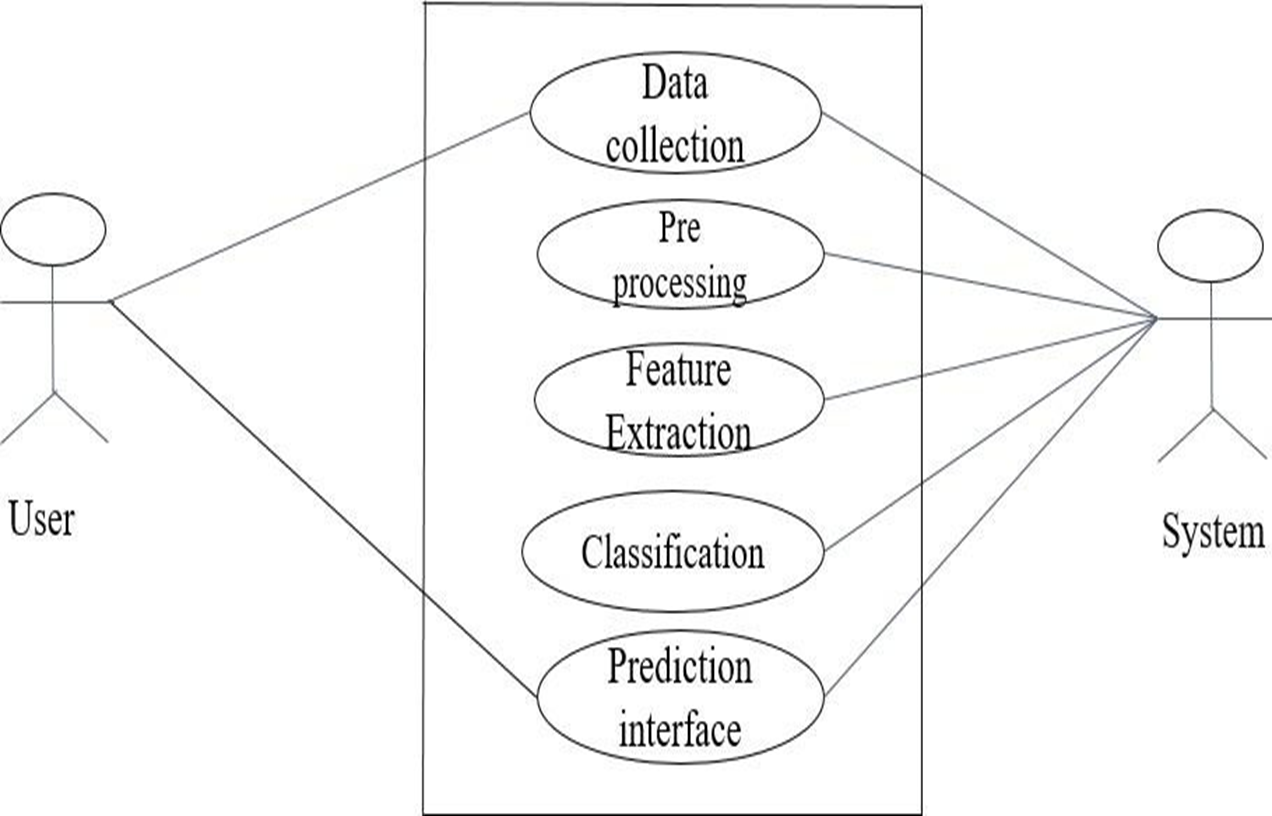 Data
collection
Pre
processing
Feature
Extraction
Classification
Prediction
interface
User
System